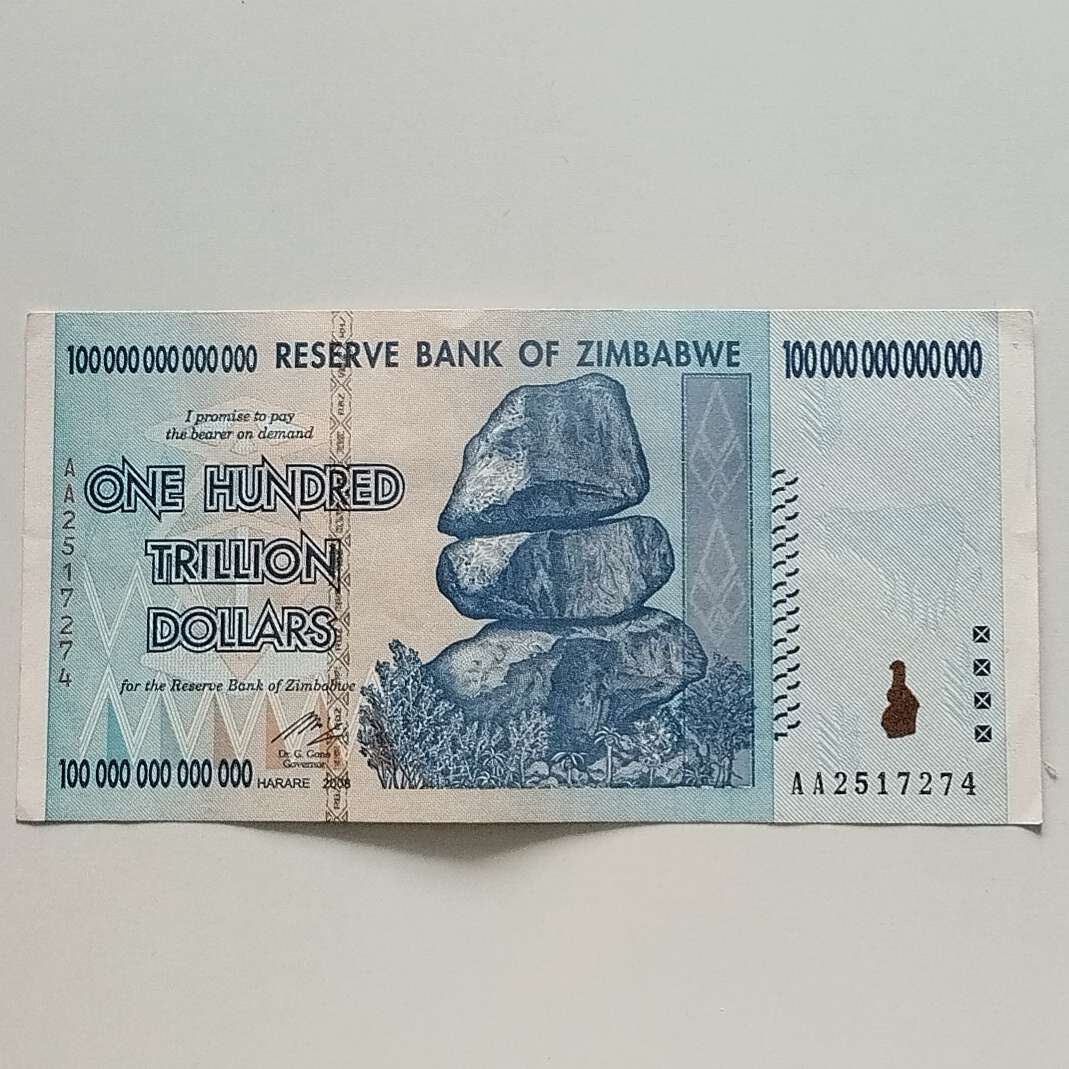 100 000 000 000 000 RESERVE BANK OF ZIMBABWE 100 000 000 000 000
I promise to pay
the bearer on demand
ONE HUNDRED
TRILLION
DOLLARS
for the Reserve Bank of Zimbabwe
Dr. G. Gono
Governor
100 000 000 000 000 HARARE 2008
AA2517274
AA2517274